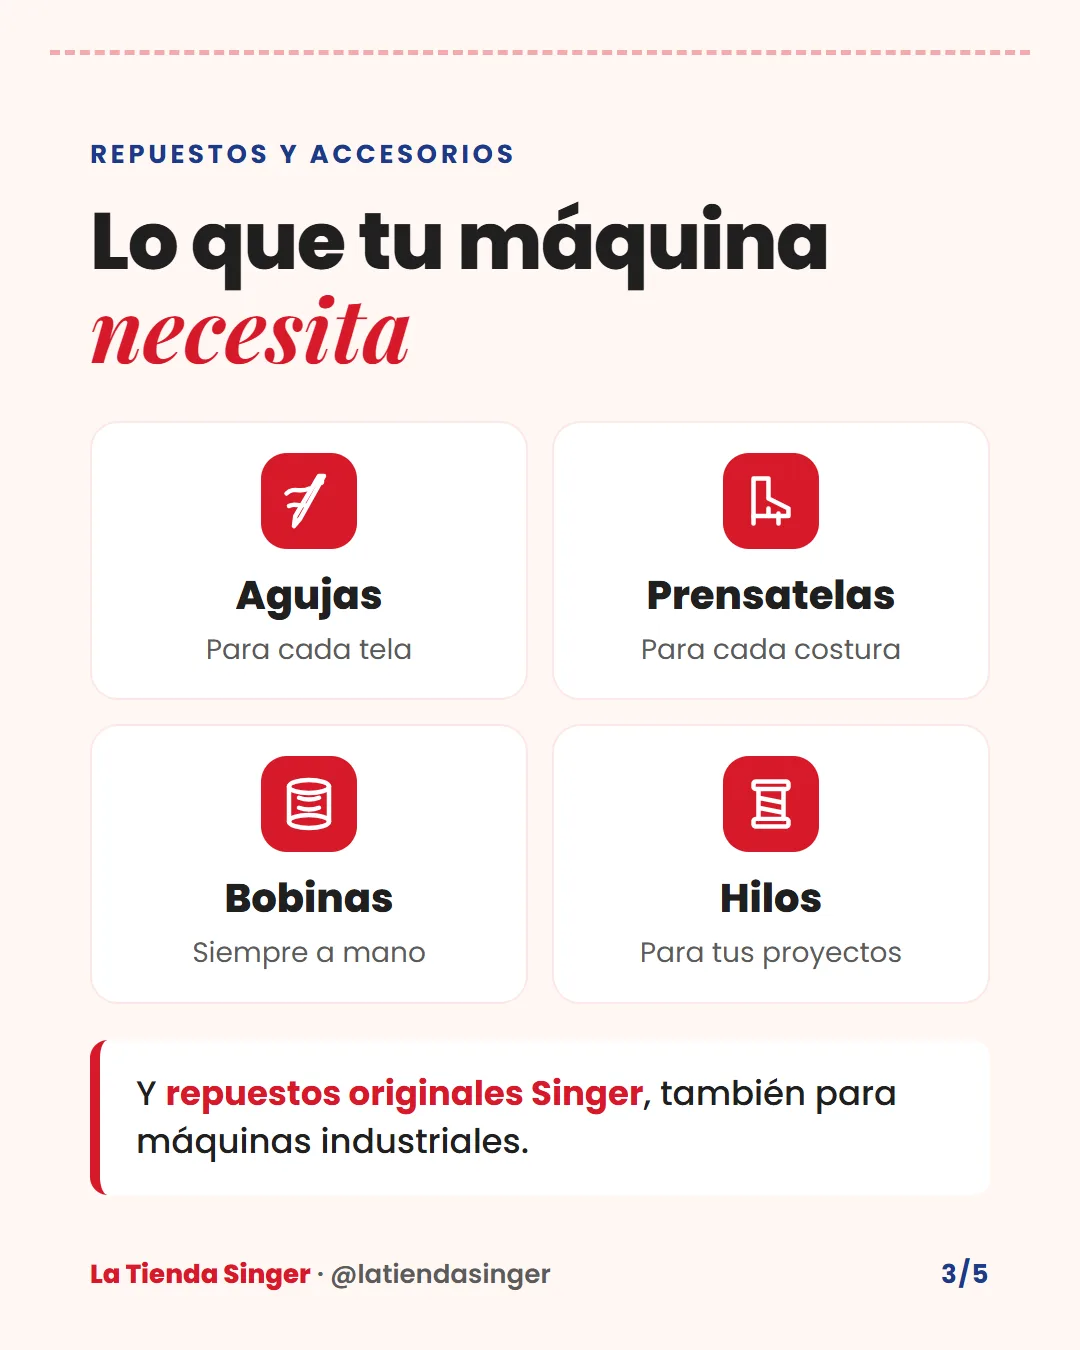 REPUESTOS Y ACCESORIOS
Lo que tu máquina
necesita
Agujas
Para cada tela
Prensatelas
Para cada costura
Bobinas
Siempre a mano
Hilos
Para tus proyectos
Y repuestos originales Singer, también para
máquinas industriales.
La Tienda Singer · @latiendasinger
3/5